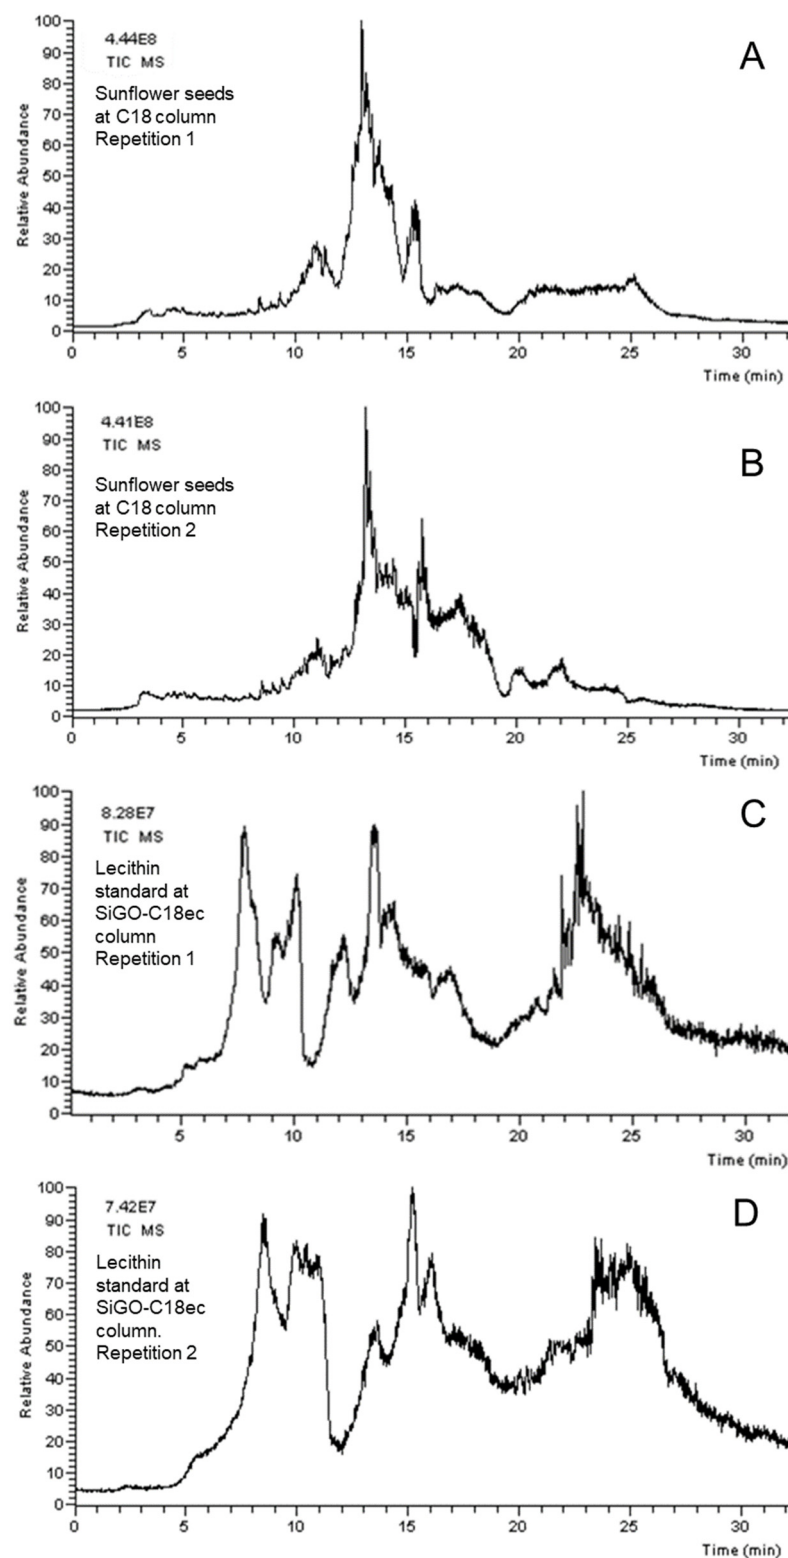 A
4.44E8
TIC MS
Sunflower seeds
at C18 column
Repetition 1
Relative Abundance
100
90
80
70
60
50
40
30
20
10
0
0 5 10 15 20 25 30
Time (min)
B
4.41E8
TIC MS
Sunflower seeds
at C18 column
Repetition 2
Relative Abundance
100
90
80
70
60
50
40
30
20
10
0
0 5 10 15 20 25 30
Time (min)
C
8.28E7
TIC MS
Lecithin
standard at
SiGO-C18ec
column
Repetition 1
Relative Abundance
100
90
80
70
60
50
40
30
20
10
0
5 10 15 20 25 30
Time (min)
D
7.42E7
TIC MS
Lecithin
standard at
SiGO-C18ec
column.
Repetition 2
Relative Abundance
100
90
80
70
60
50
40
30
20
10
0
0 5 10 15 20 25 30
Time (min)